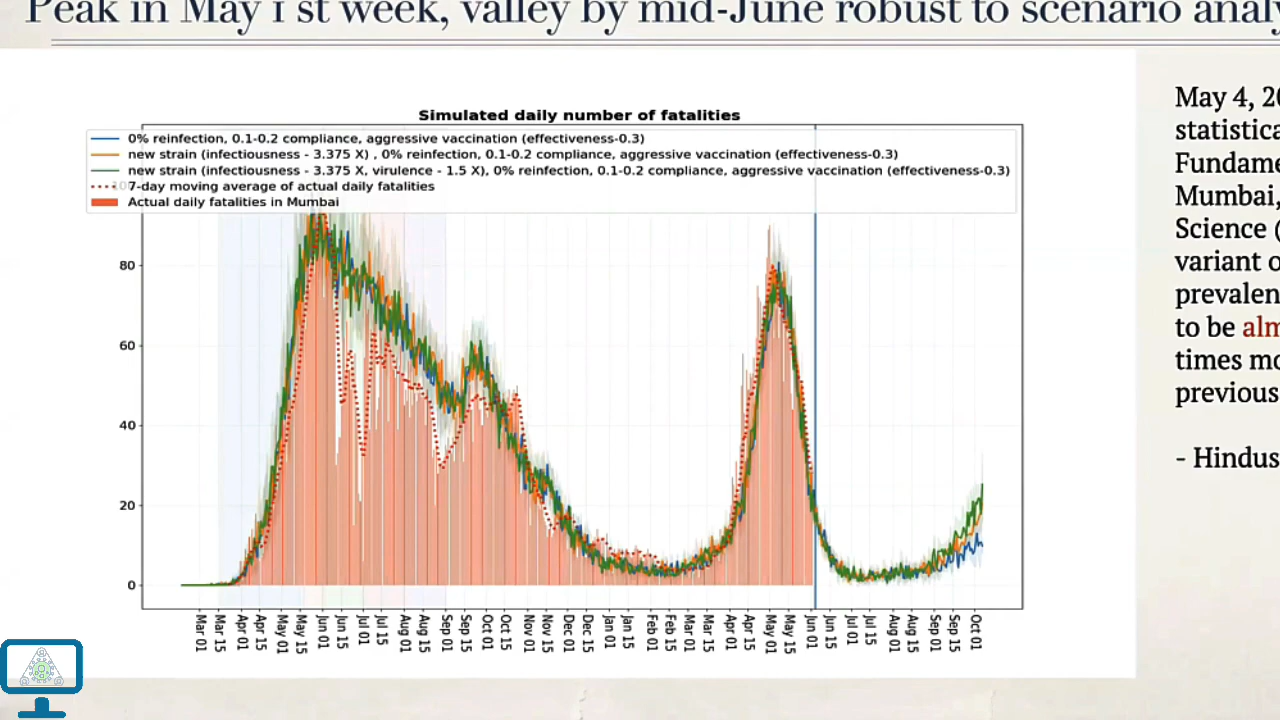 Peak in May 1 st week, valley by mid-June robust to scenario
Simulated daily number of fatalities
0% reinfection, 0.1-0.2 compliance, aggressive vaccination (effectiveness-0.3)
new strain (infectiousness - 3.375 X) , 0% reinfection, 0.1-0.2 compliance, aggressive vaccination (effectiveness-0.3)
new strain (infectiousness - 3.375 X, virulence - 1.5 X), 0% reinfection, 0.1-0.2 compliance, aggressive vaccination (effectiveness-0.3)
7-day moving average of actual daily fatalities
Actual daily fatalities in Mumbai
80
60
40
20
0
Mar 01 Mar 15 Apr 01 Apr 15 May 01 May 15 Jun 01 Jun 15 Jul 01 Jul 15 Aug 01 Aug 15 Sep 01 Sep 15 Oct 01 Oct 15 Nov 01 Nov 15 Dec 01 Dec 15 Jan 01 Jan 15 Feb 01 Feb 15 Mar 01 Mar 15 Apr 01 Apr 15 May 01 May 15 Jun 01 Jun 15 Jul 01 Jul 15 Aug 01 Aug 15 Sep 01 Sep 15 Oct 01
May 4, 20
statistica
Fundame
Mumbai,
Science (
variant o
prevalen
to be alm
times mo
previous
- Hindus